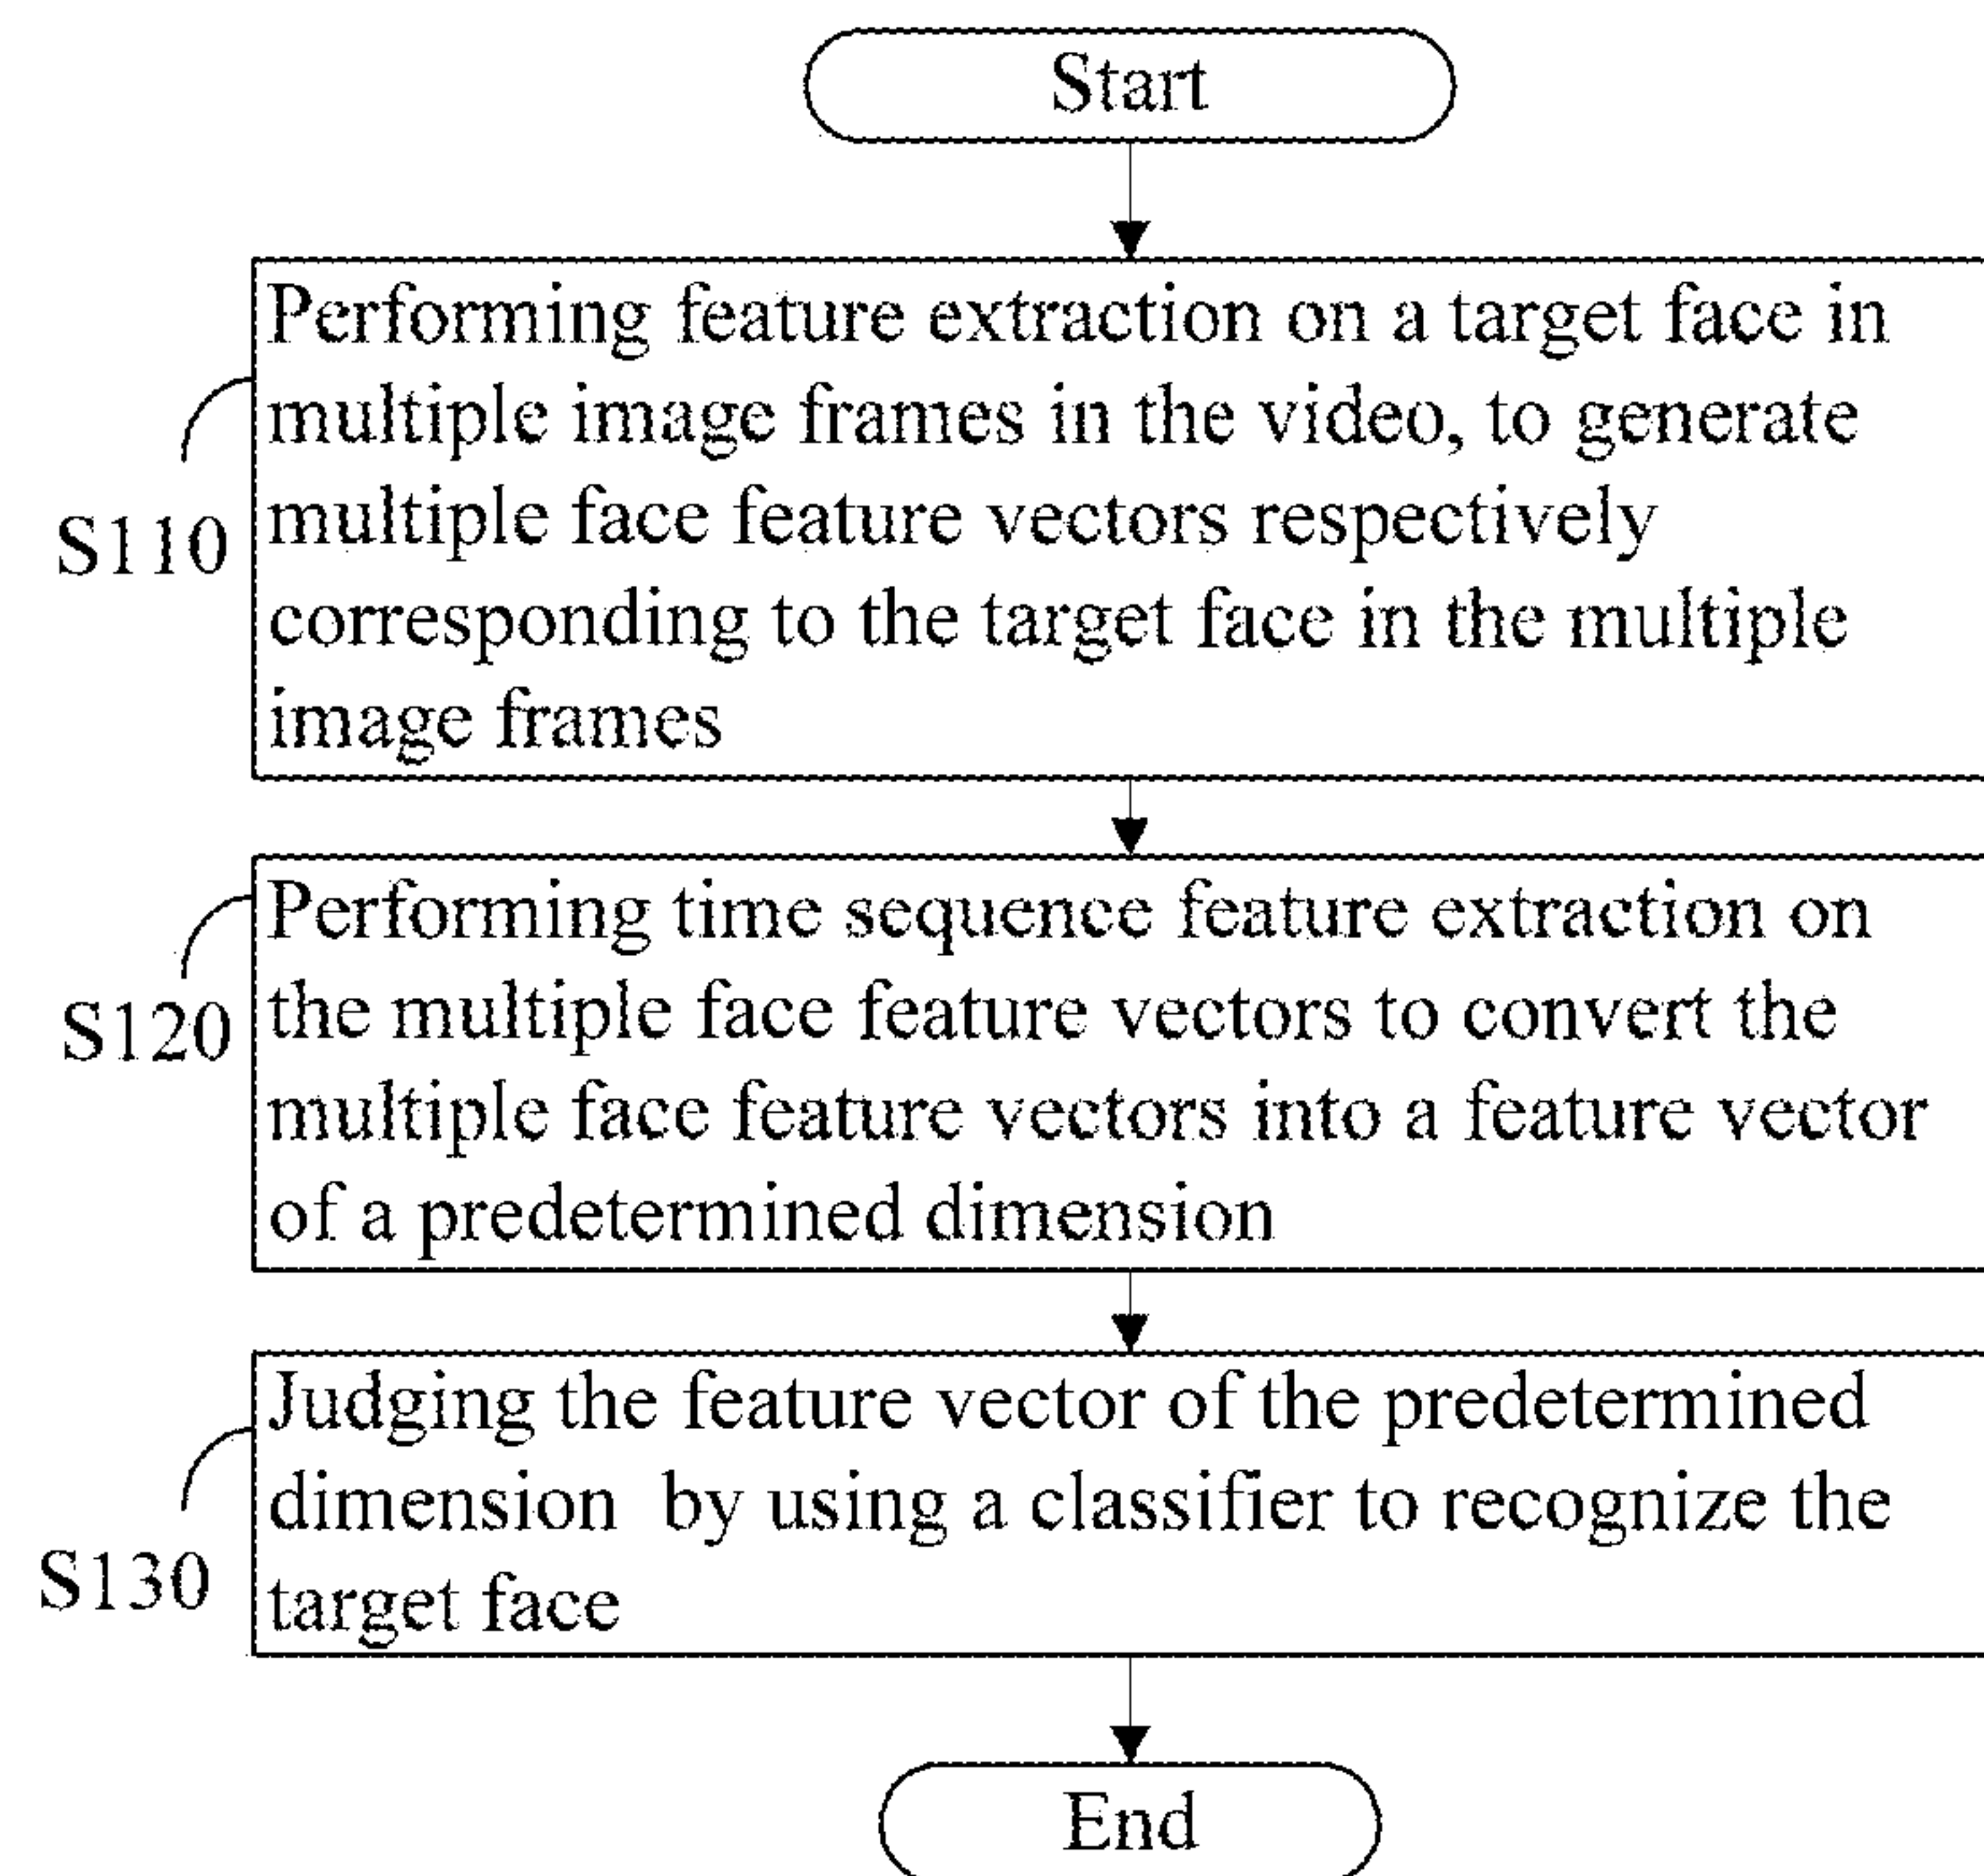 Start
Performing feature extraction on a target face in
multiple image frames in the video, to generate
multiple face feature vectors respectively
corresponding to the target face in the multiple
image frames
S110
Performing time sequence feature extraction on
the multiple face feature vectors to convert the
multiple face feature vectors into a feature vector
of a predetermined dimension
S120
Judging the feature vector of the predetermined
dimension by using a classifier to recognize the
target face
S130
End